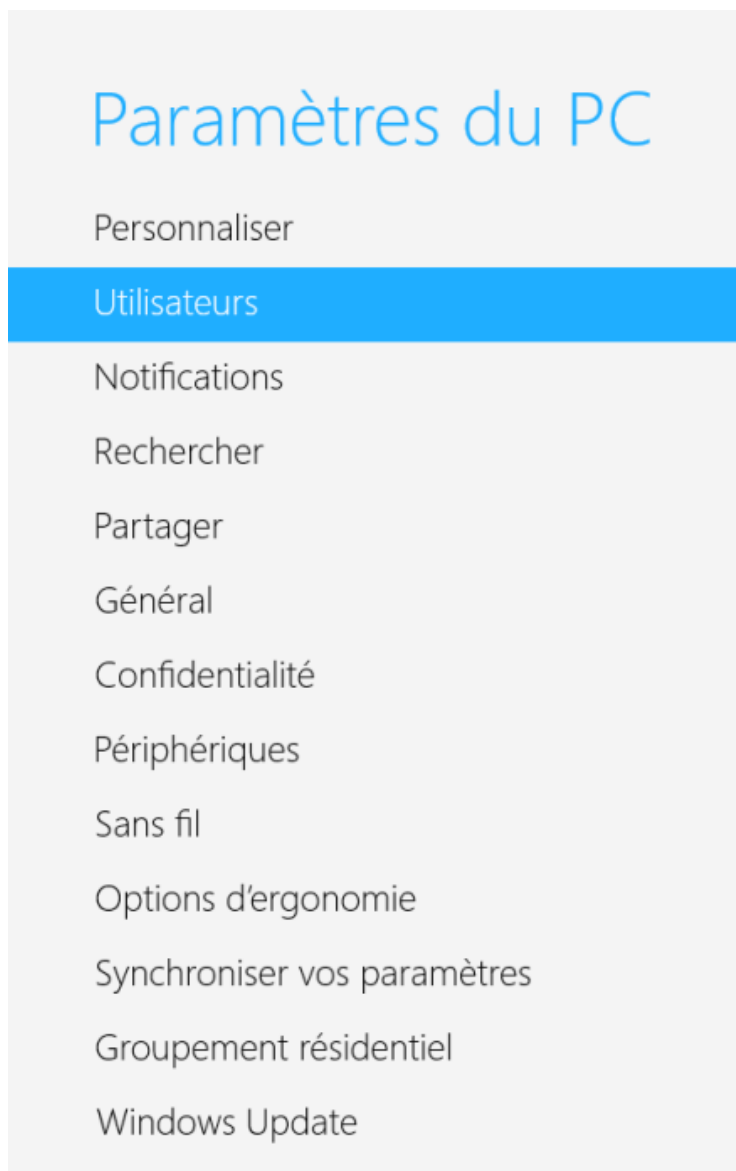 Paramètres du PC
Personnaliser
Utilisateurs
Notifications
Rechercher
Partager
Général
Confidentialité
Périphériques
Sans fil
Options d’ergonomie
Synchroniser vos paramètres
Groupement résidentiel
Windows Update